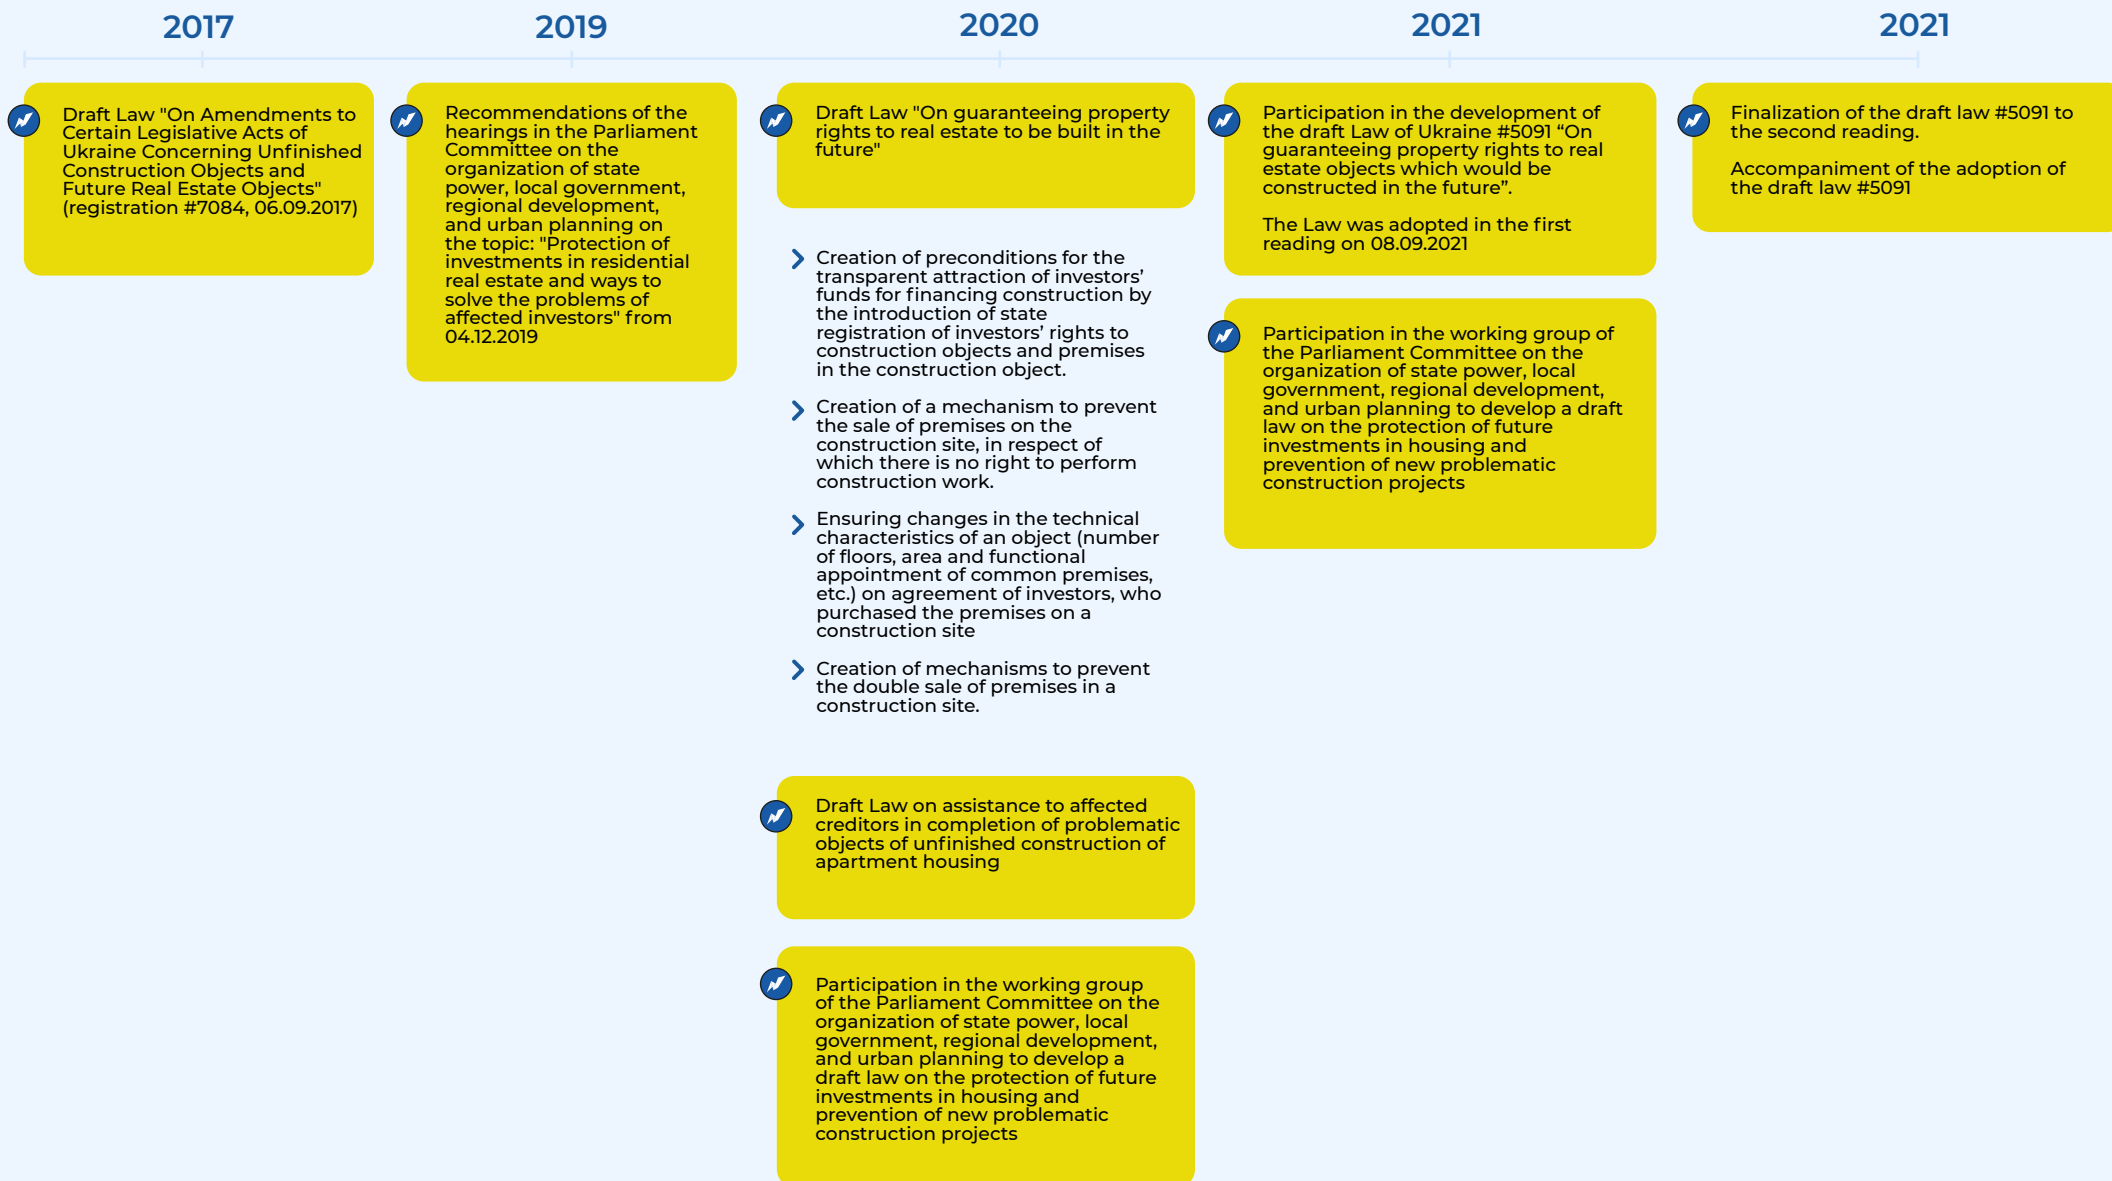 2017
2019
2020
2021
2021
Draft Law "On Amendments to
Certain Legislative Acts of
Ukraine Concerning Unfinished
Construction Objects and
Future Real Estate Objects"
(registration #7084, 06.09.2017)
Recommendations of the
hearings in the Parliament
Committee on the
organization of state
power, local government,
regional development,
and urban planning on
the topic: "Protection of
investments in residential
real estate and ways to
solve the problems of
affected investors" from
04.12.2019
Draft Law "On guaranteeing property
rights to real estate to be built in the
future"
Creation of preconditions for the
transparent attraction of investors’
funds for financing construction by
the introduction of state
registration of investors’ rights to
construction objects and premises
in the construction object.
Creation of a mechanism to prevent
the sale of premises on the
construction site, in respect of
which there is no right to perform
construction work.
Ensuring changes in the technical
characteristics of an object (number
of floors, area and functional
appointment of common premises,
etc.) on agreement of investors, who
purchased the premises on a
construction site
Creation of mechanisms to prevent
the double sale of premises in a
construction site.
Draft Law on assistance to affected
creditors in completion of problematic
objects of unfinished construction of
apartment housing
Participation in the working group
of the Parliament Committee on the
organization of state power, local
government, regional development,
and urban planning to develop a
draft law on the protection of future
investments in housing and
prevention of new problematic
construction projects
Participation in the development of
the draft Law of Ukraine #5091 “On
guaranteeing property rights to real
estate objects which would be
constructed in the future”.
The Law was adopted in the first
reading on 08.09.2021
Participation in the working group of
the Parliament Committee on the
organization of state power, local
government, regional development,
and urban planning to develop a draft
law on the protection of future
investments in housing and
prevention of new problematic
construction projects
Finalization of the draft law #5091 to
the second reading.
Accompaniment of the adoption of
the draft law #5091